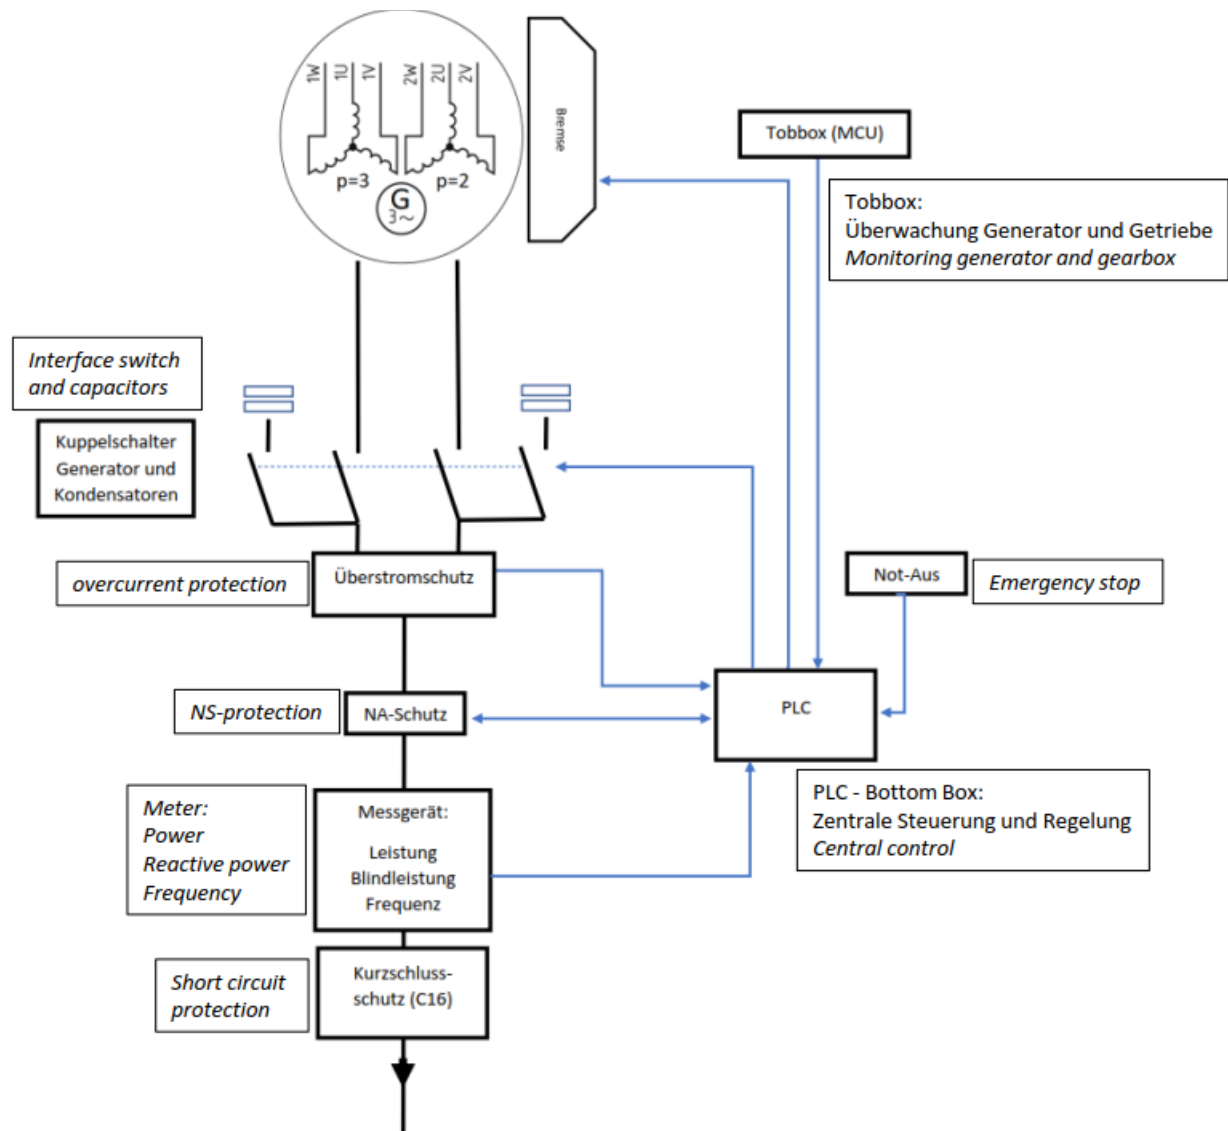 1W
1U
1V
2W
2U
2V
p=3
p=2
G
3~
Bremse
Tobbox (MCU)
Tobbox:
Überwachung Generator und Getriebe
Monitoring generator and gearbox
Interface switch
and capacitors
Kuppelschalter
Generator und
Kondensatoren
overcurrent protection
Überstromschutz
Not-Aus
Emergency stop
NS-protection
NA-Schutz
PLC
Meter:
Power
Reactive power
Frequency
Messgerät:
Leistung
Blindleistung
Frequenz
PLC - Bottom Box:
Zentrale Steuerung und Regelung
Central control
Short circuit
protection
Kurzschluss-
schutz (C16)